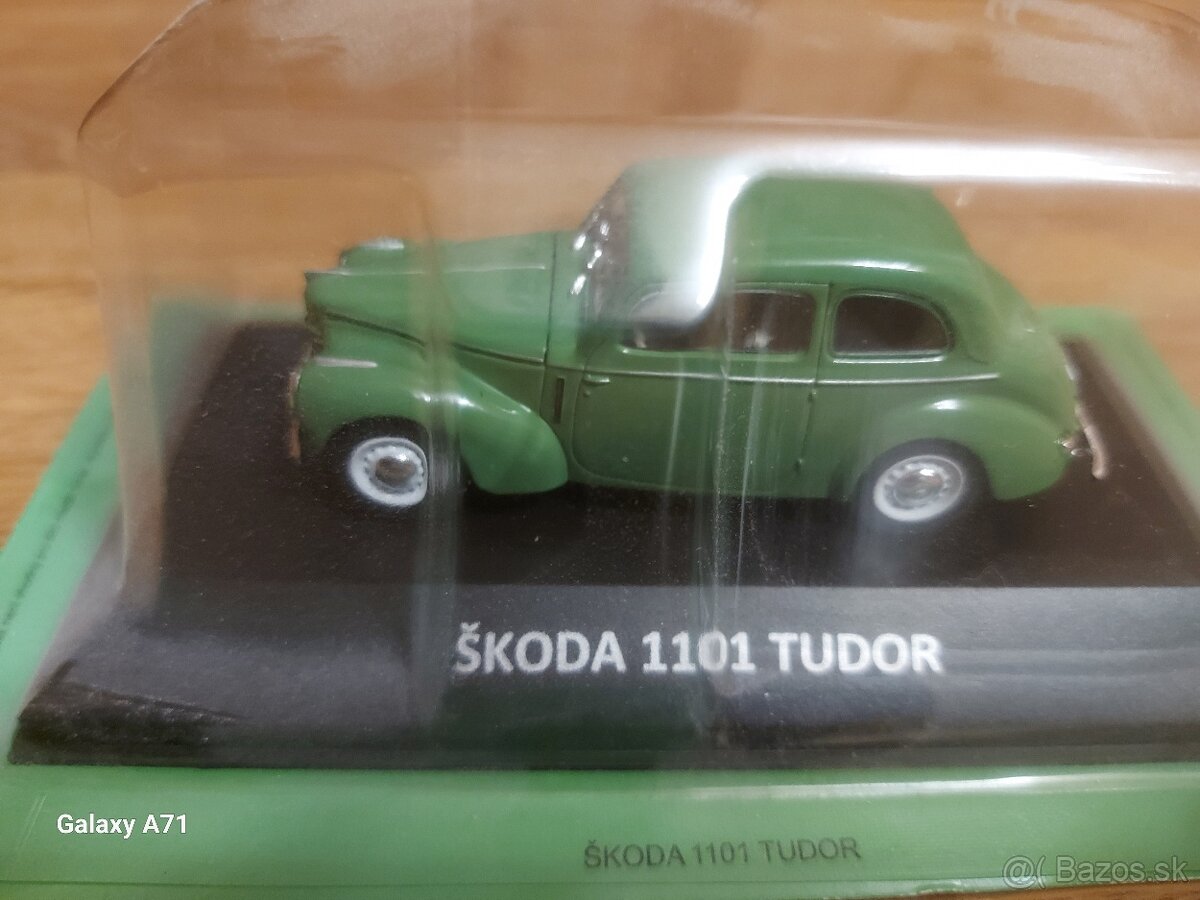 ŠKODA 1101 TUDOR
Galaxy A71
ŠKODA 1101 TUDOR
@( Bazos.sk